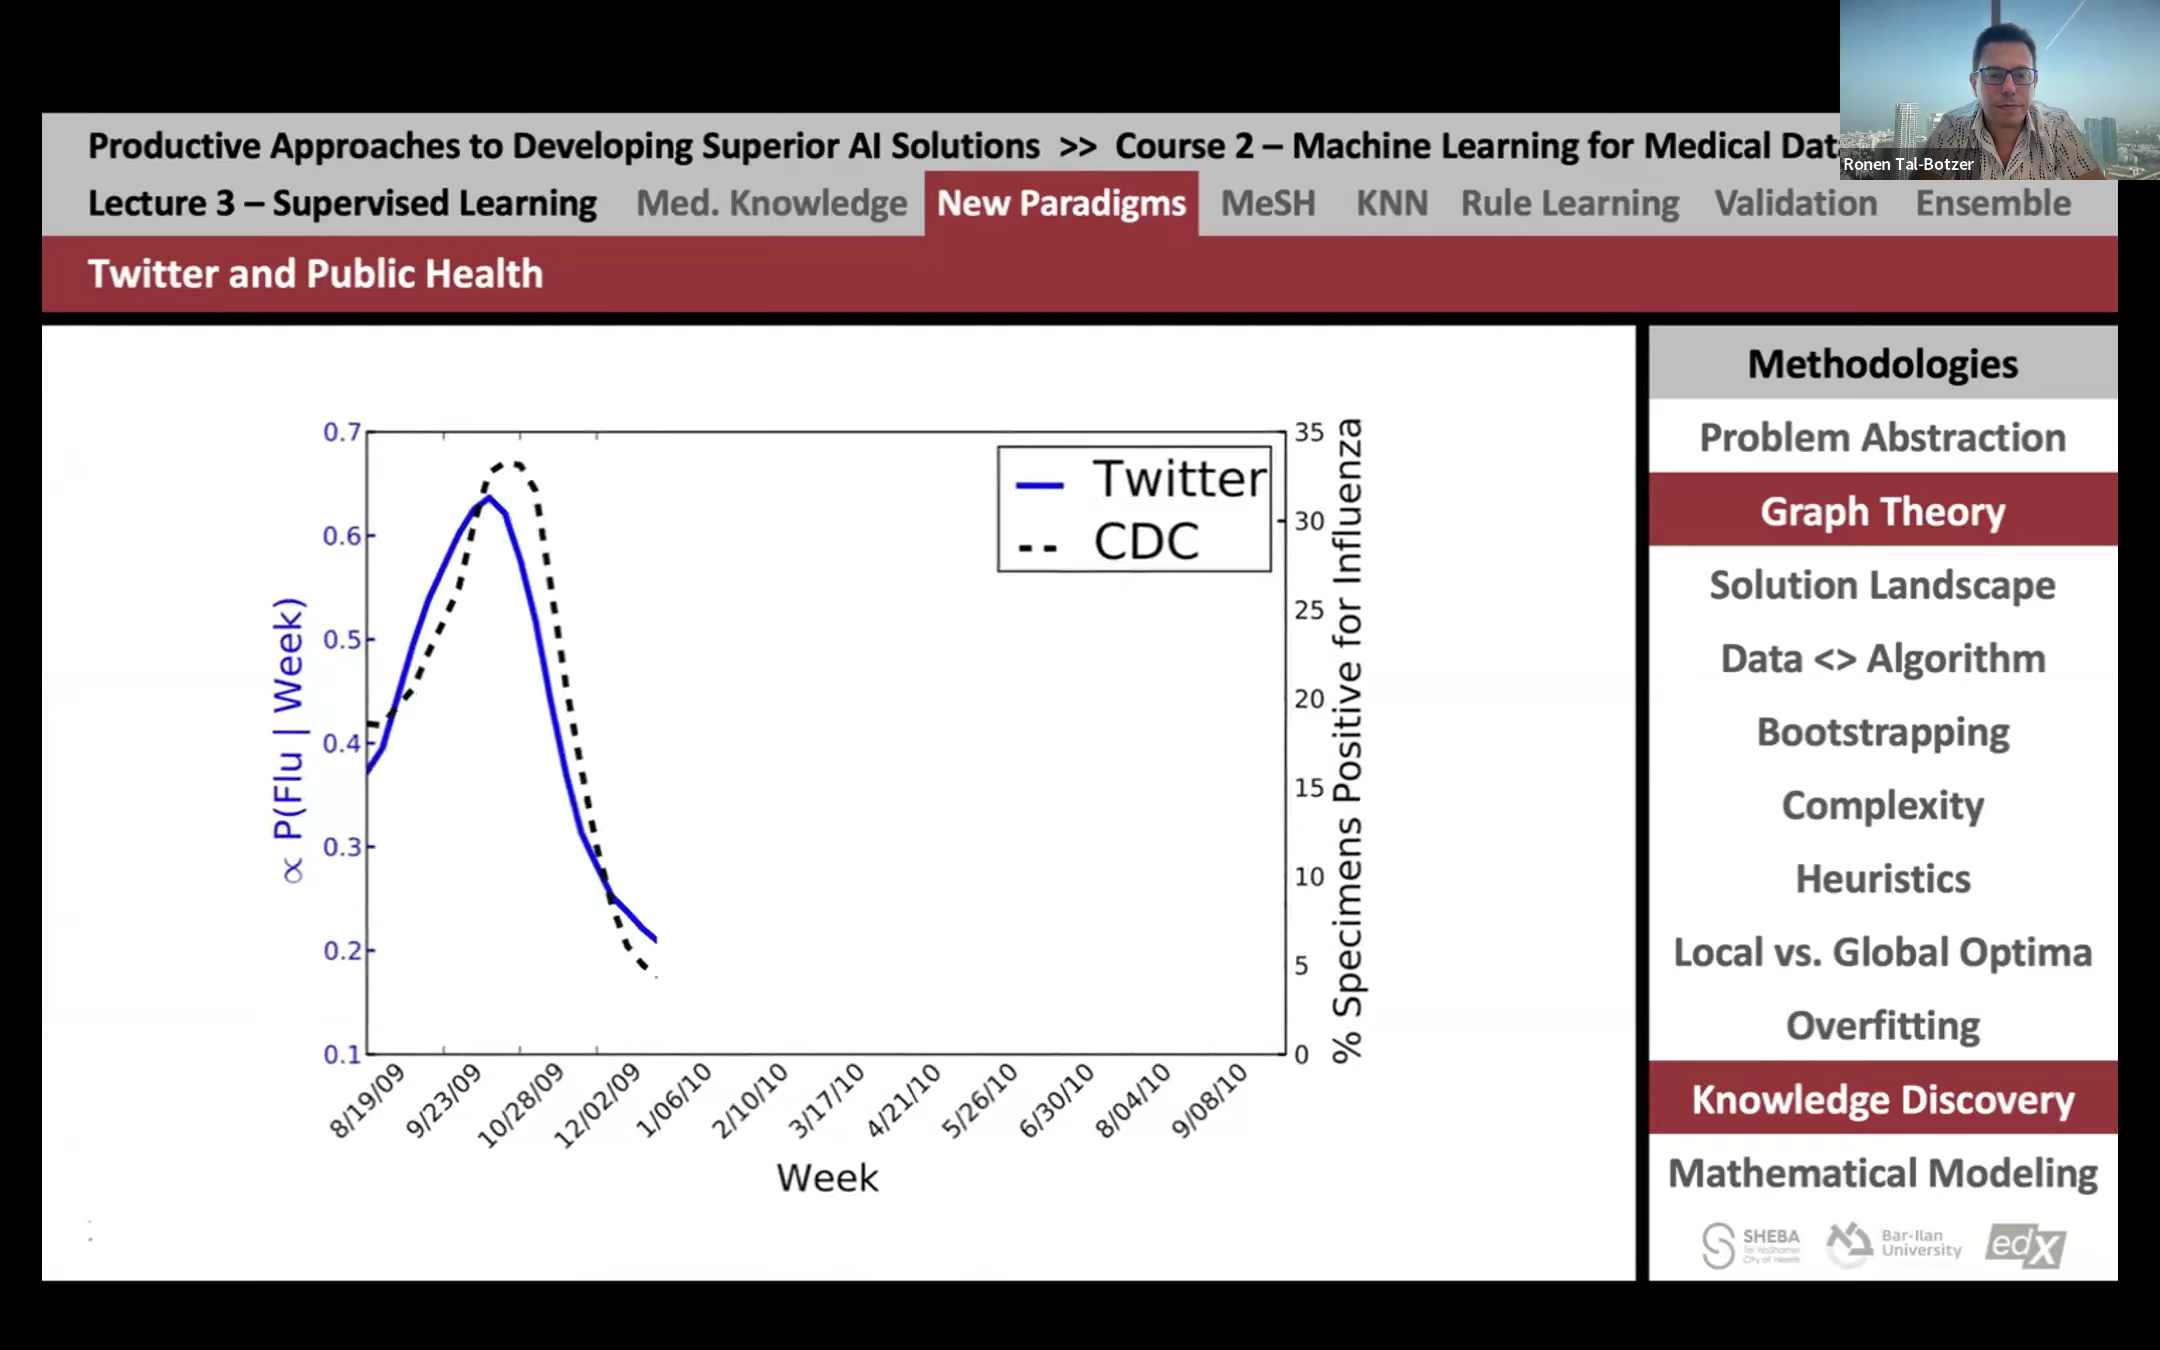 Productive Approaches to Developing Superior AI Solutions >> Course 2 – Machine Learning for Medical Dat
Ronen Tal-Botzer
Lecture 3 – Supervised Learning Med. Knowledge New Paradigms MeSH KNN Rule Learning Validation Ensemble
Twitter and Public Health
∝ P(Flu | Week)
0.7
0.6
0.5
0.4
0.3
0.2
0.1
Twitter
CDC
35
30
25
20
15
10
5
0
% Specimens Positive for Influenza
8/19/09 9/23/09 10/28/09 12/02/09 1/06/10 2/10/10 3/17/10 4/21/10 5/26/10 6/30/10 8/04/10 9/08/10
Week
Methodologies
Problem Abstraction
Graph Theory
Solution Landscape
Data <> Algorithm
Bootstrapping
Complexity
Heuristics
Local vs. Global Optima
Overfitting
Knowledge Discovery
Mathematical Modeling
SHEBA
Tel HaShomer
City of Health
Bar-Ilan
University
edX